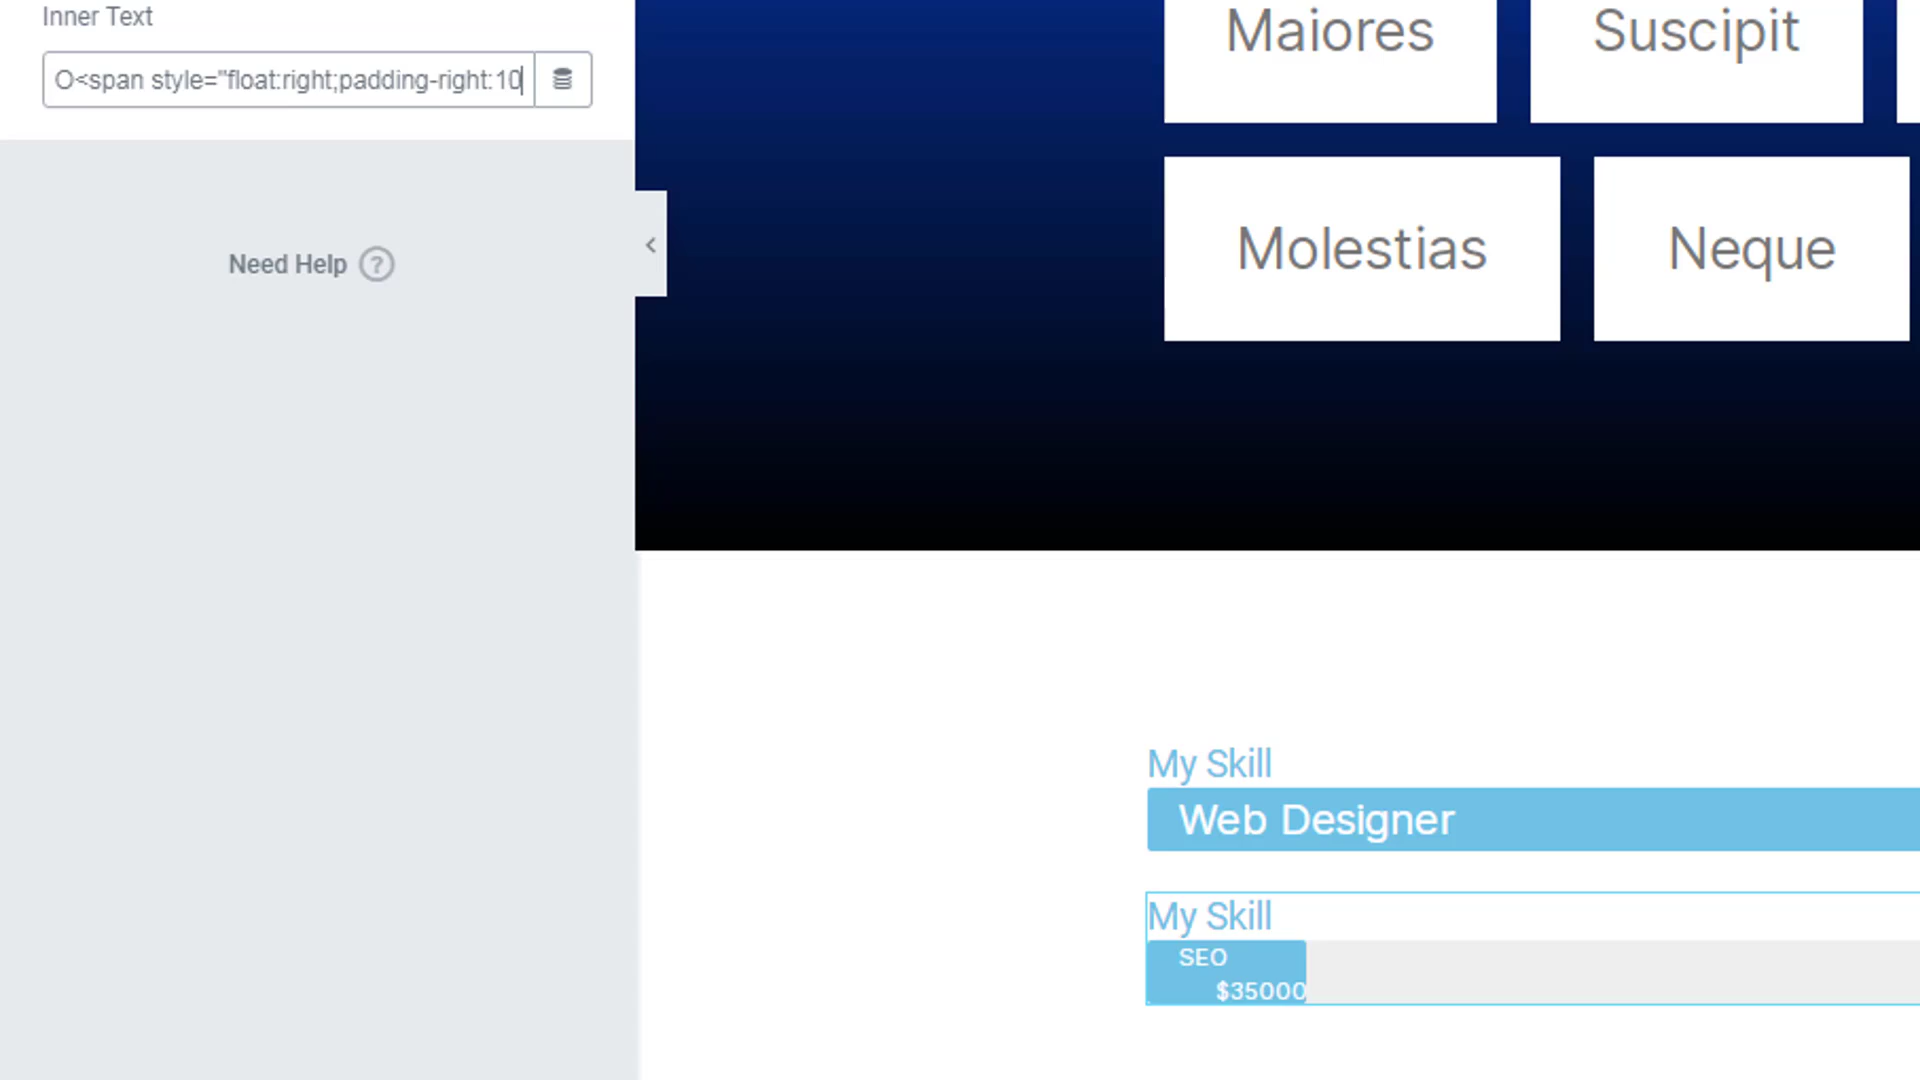 Inner Text
O<span style="float:right;padding-right:10
Need Help ?
Maiores
Suscipit
Molestias
Neque
My Skill
Web Designer
My Skill
SEO
$35000